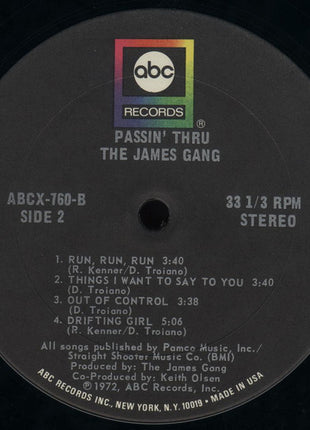 abc
RECORDS
®
PASSIN' THRU
THE JAMES GANG
ABCX-760-B
SIDE 2
33 1/3 RPM
STEREO
1. RUN, RUN, RUN 3:40
(R. Kenner/D. Troiano)
2. THINGS I WANT TO SAY TO YOU 3:40
(D. Troiano)
3. OUT OF CONTROL 3:38
(D. Troiano)
4. DRIFTING GIRL 5:06
(R. Kenner/D. Troiano)
All songs published by Pamco Music, Inc./
Straight Shooter Music Co. (BMI)
Produced by: The James Gang
Co-Produced by: Keith Olsen
Ⓟ1972, ABC Records, Inc.
ABC RECORDS INC., NEW YORK, N.Y. 10019 • MADE IN USA